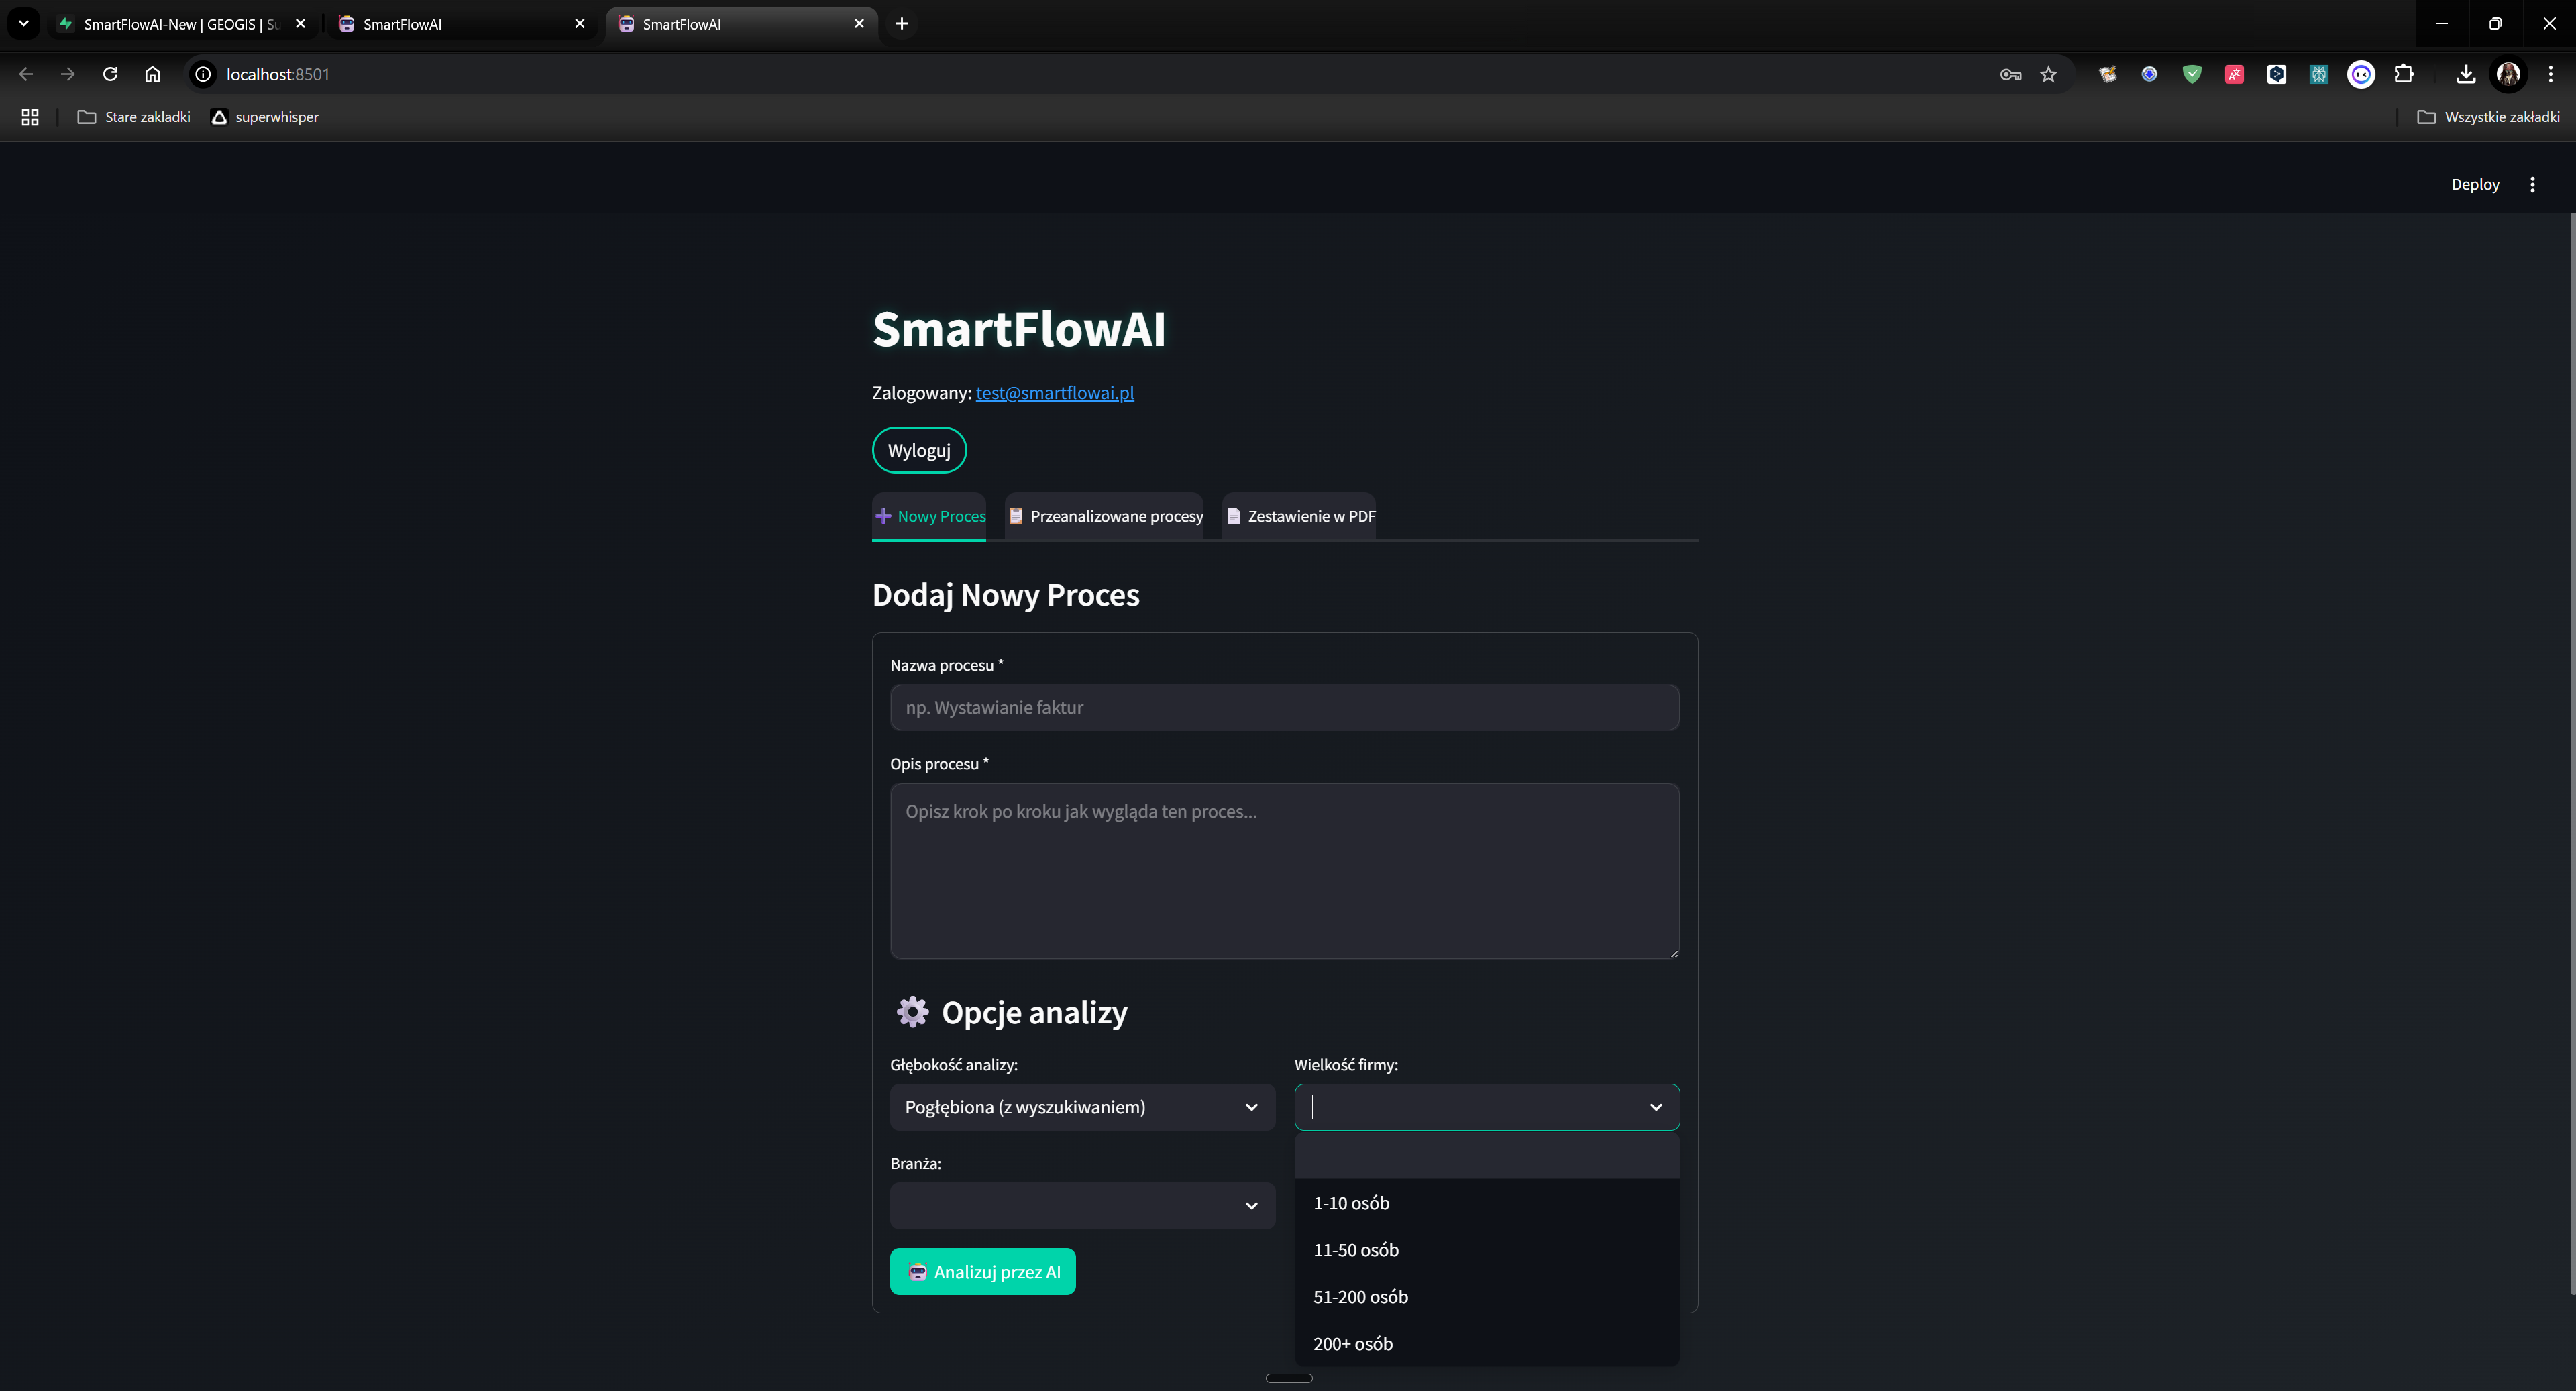 SmartFlowAI-New | GEOGIS | Su
SmartFlowAI
SmartFlowAI
localhost:8501
Stare zakladki
superwhisper
Wszystkie zakładki
Deploy
SmartFlowAI
Zalogowany: test@smartflowai.pl
Wyloguj
Nowy Proces
Przeanalizowane procesy
Zestawienie w PDF
Dodaj Nowy Proces
Nazwa procesu *
np. Wystawianie faktur
Opis procesu *
Opisz krok po kroku jak wygląda ten proces...
Opcje analizy
Głębokość analizy:
Pogłębiona (z wyszukiwaniem)
Wielkość firmy:
Branża:
1-10 osób
11-50 osób
51-200 osób
200+ osób
Analizuj przez AI